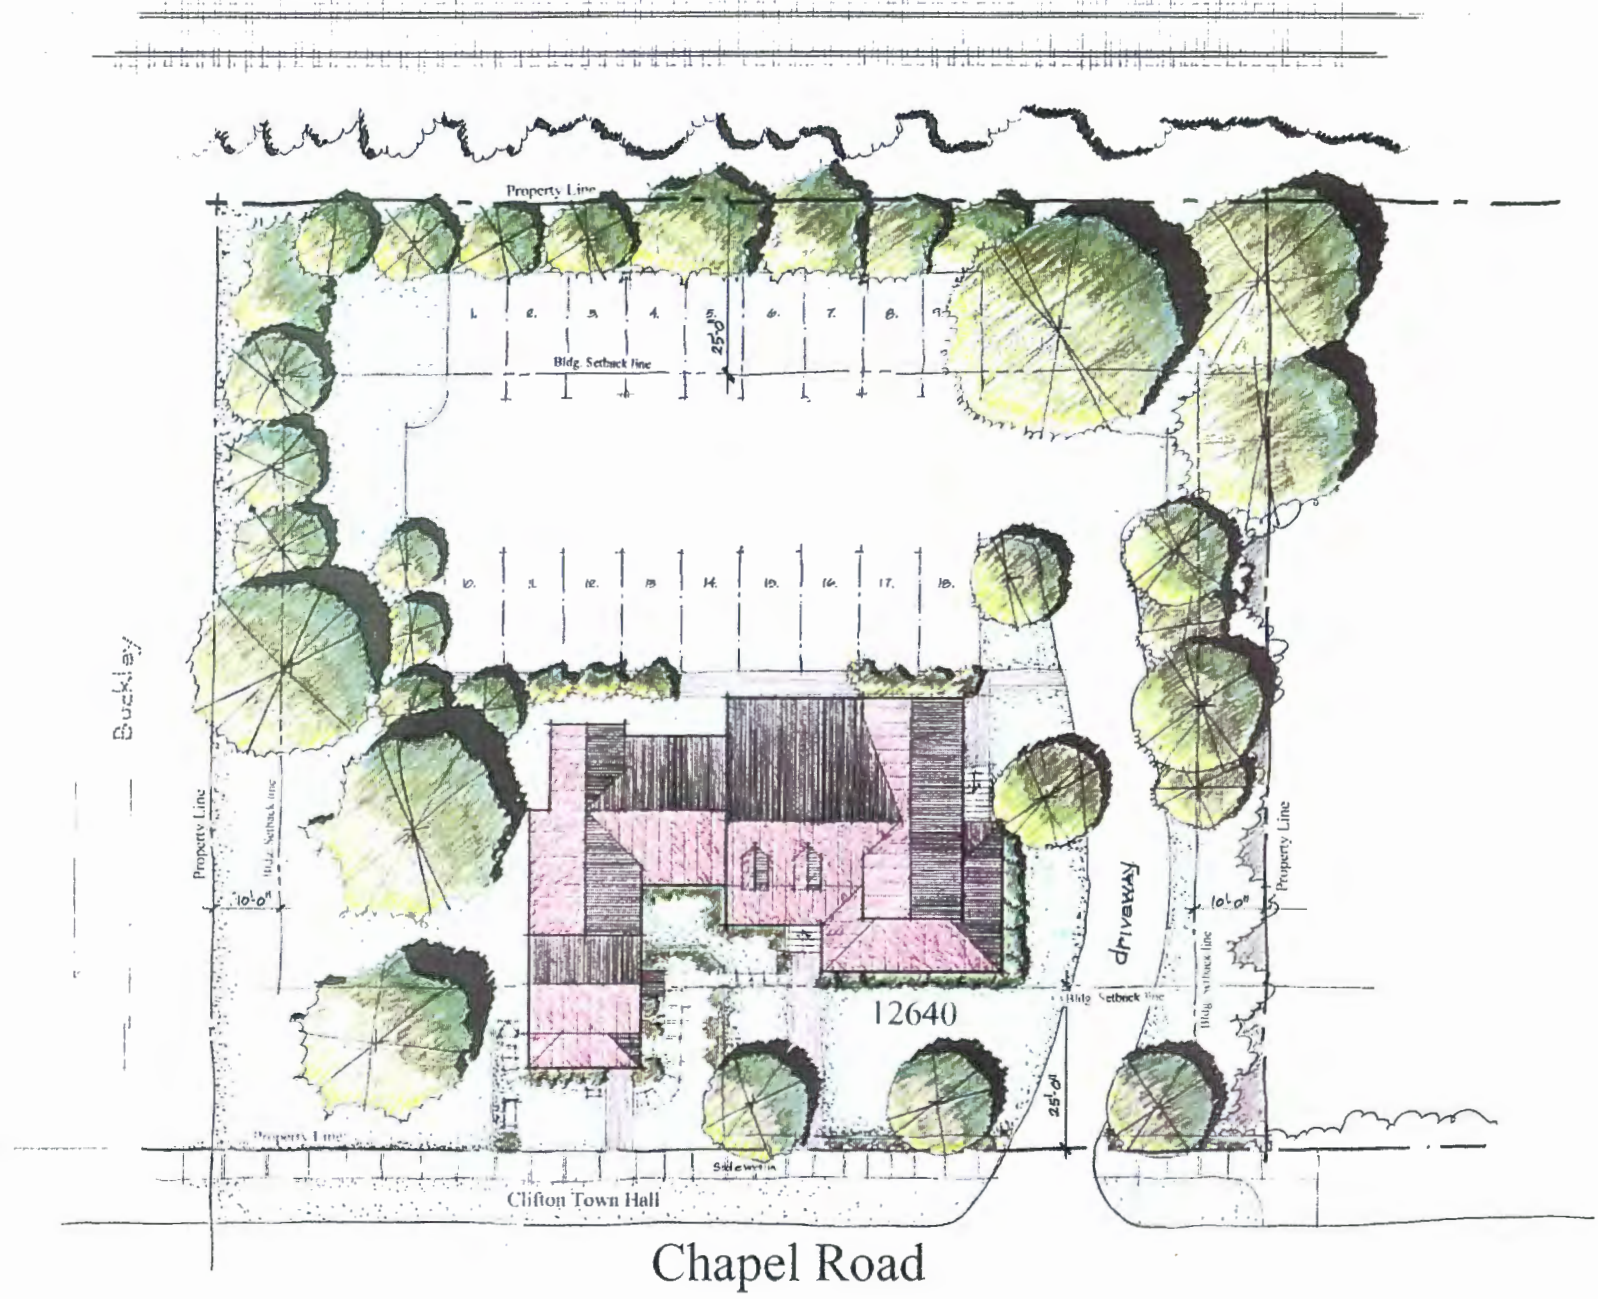 Property Line
1. 2. 3. 4. 5. 6. 7. 8. 9.
25'-0"
Bldg. Setback line
10. 11. 12. 13 14. 15. 16. 17. 18.
Buckley
Property Line
Bldg. Setback line
10'-0"
driveway
Property Line
10'-0"
Bldg. Setback line
Bldg. Setback line
12640
25'-0"
Property Line
Clifton Town Hall
Chapel Road